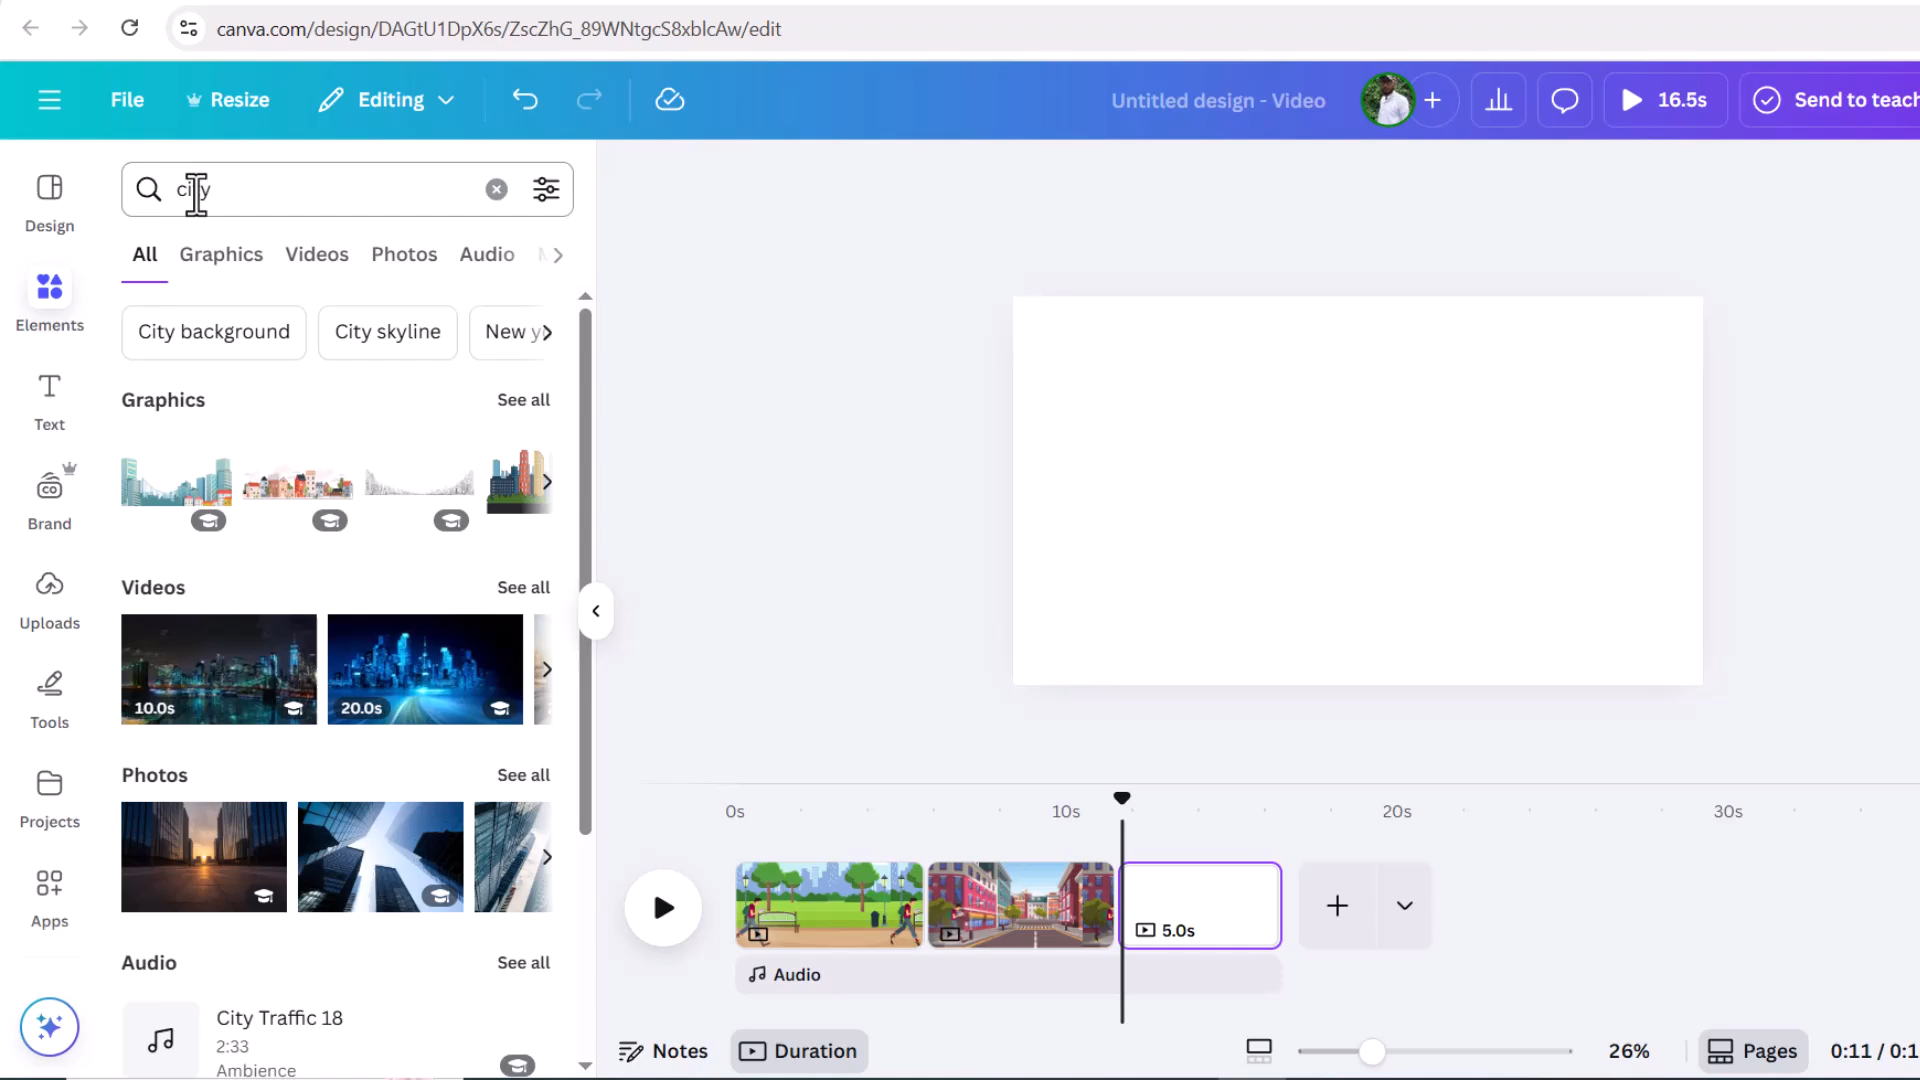 canva.com/design/DAGtU1DpX6s/ZscZhG_89WNtgcS8xblcAw/edit
File
Resize
Editing
Untitled design - Video
16.5s
Send to teach
Design
Elements
Text
Brand
Uploads
Tools
Projects
Apps
city
All
Graphics
Videos
Photos
Audio
City background
City skyline
New y
Graphics
See all
Videos
See all
10.0s
20.0s
Photos
See all
Audio
See all
City Traffic 18
2:33
Ambience
0s
10s
20s
30s
5.0s
Audio
Notes
Duration
26%
Pages
0:11 / 0:1